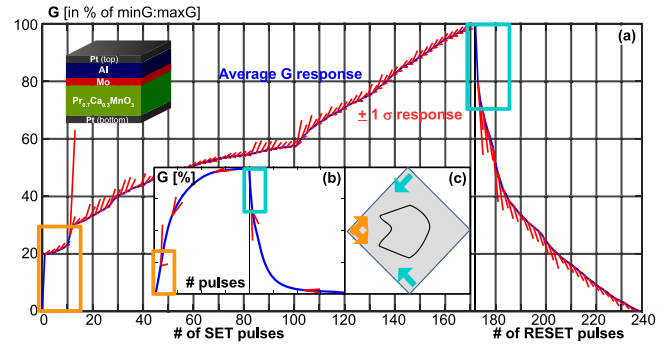 G [in % of minG:maxG]
(a)
100
80
60
40
20
0
Pt (top)
Al
Mo
Pr0.7Ca0.3MnO3
Pt (bottom)
Average G response
± 1 σ response
G [%]
(b)
(c)
# pulses
0
20
40
60
80
100
120
140
160
170
180
200
220
240
# of SET pulses
# of RESET pulses